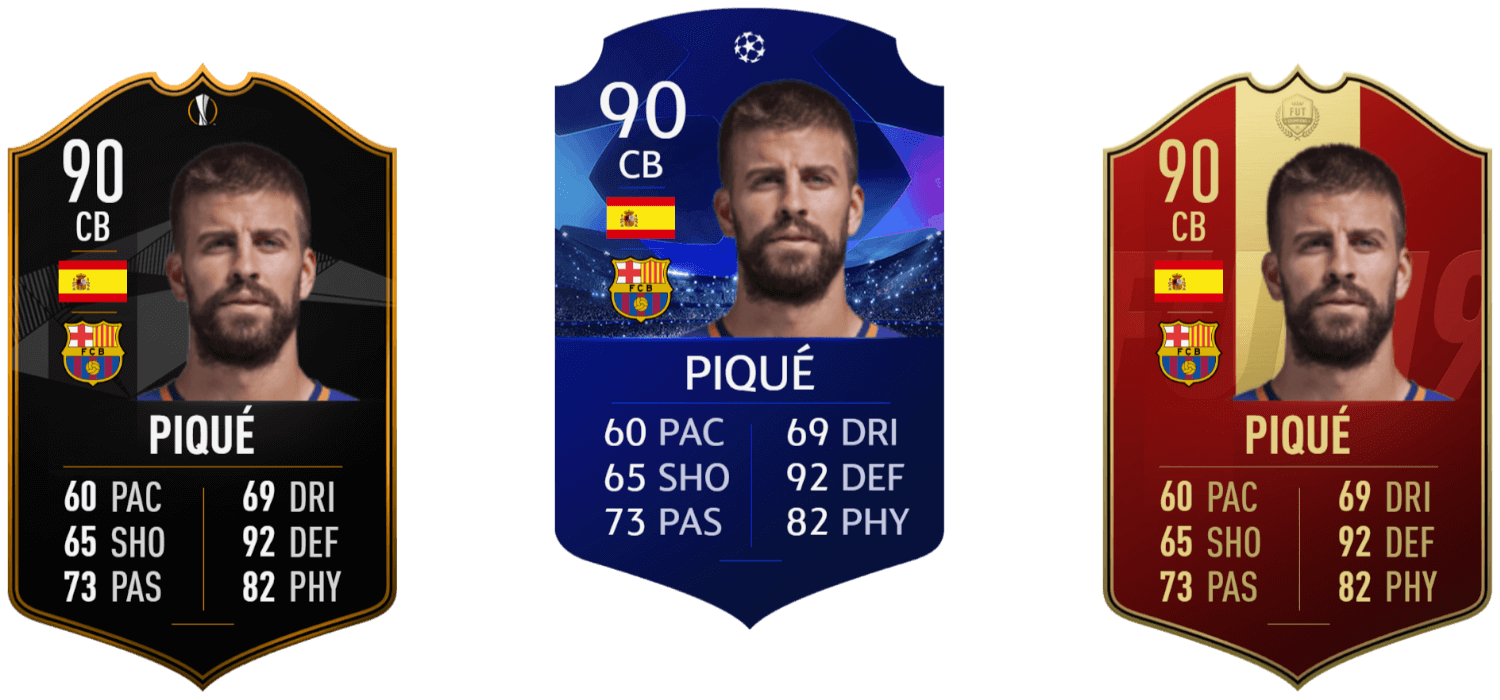 90
CB
FCB
PIQUÉ
60 PAC 69 DRI
65 SHO 92 DEF
73 PAS 82 PHY
90
CB
FCB
PIQUÉ
60 PAC 69 DRI
65 SHO 92 DEF
73 PAS 82 PHY
FUT
90
CB
FCB
PIQUÉ
60 PAC 69 DRI
65 SHO 92 DEF
73 PAS 82 PHY